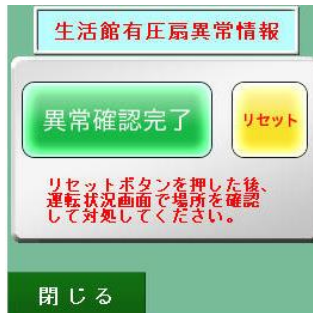 生活館有圧扇異常情報
異常確認完了
リセット
リセットボタンを押した後、
運転状況画面で場所を確認
して対処してください。
閉じる